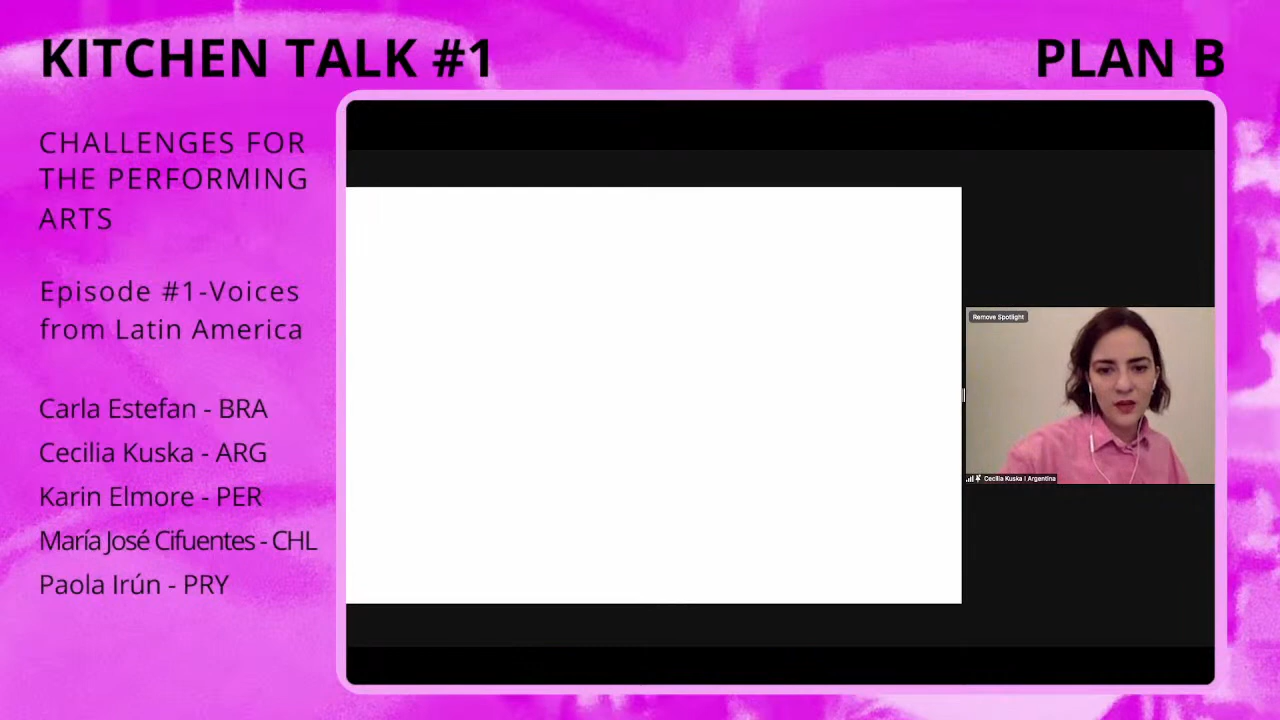 KITCHEN TALK #1
PLAN B
CHALLENGES FOR
THE PERFORMING
ARTS
Episode #1-Voices
from Latin America
Carla Estefan - BRA
Cecilia Kuska - ARG
Karin Elmore - PER
María José Cifuentes - CHL
Paola Irún - PRY
Remove Spotlight
Cecilia Kuska | Argentina